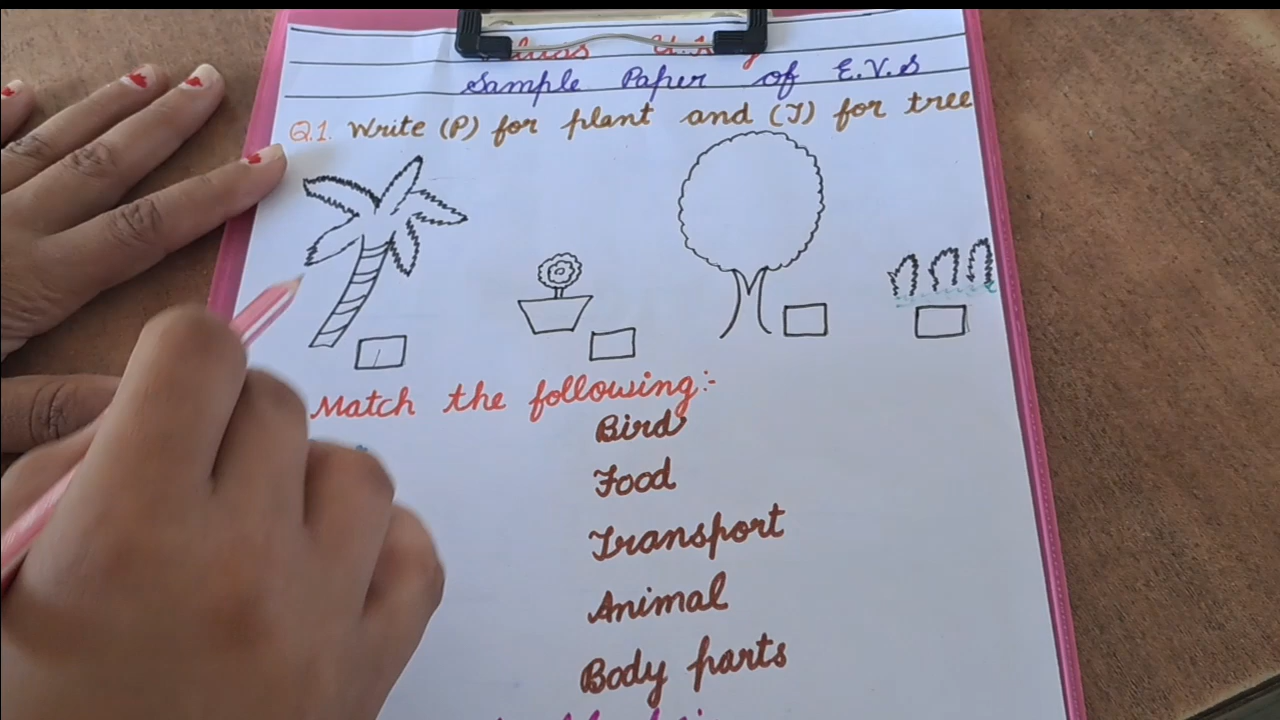 Sample Paper of E.V.S
Q.1. Write (P) for plant and (T) for tree
Match the following:-
Bird
Food
Transport
Animal
Body parts